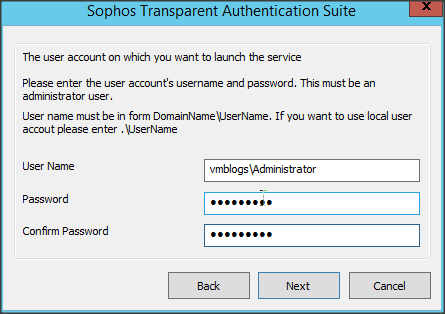 Sophos Transparent Authentication Suite
x
The user account on which you want to launch the service
Please enter the user account's username and password. This must be an
administrator user.
User name must be in form DomainName\UserName. If you want to use local user
accout please enter .\UserName
User Name
vmblogs\Administrator
Password
●●●●●●●●●
Confirm Password
●●●●●●●●●
Back
Next
Cancel